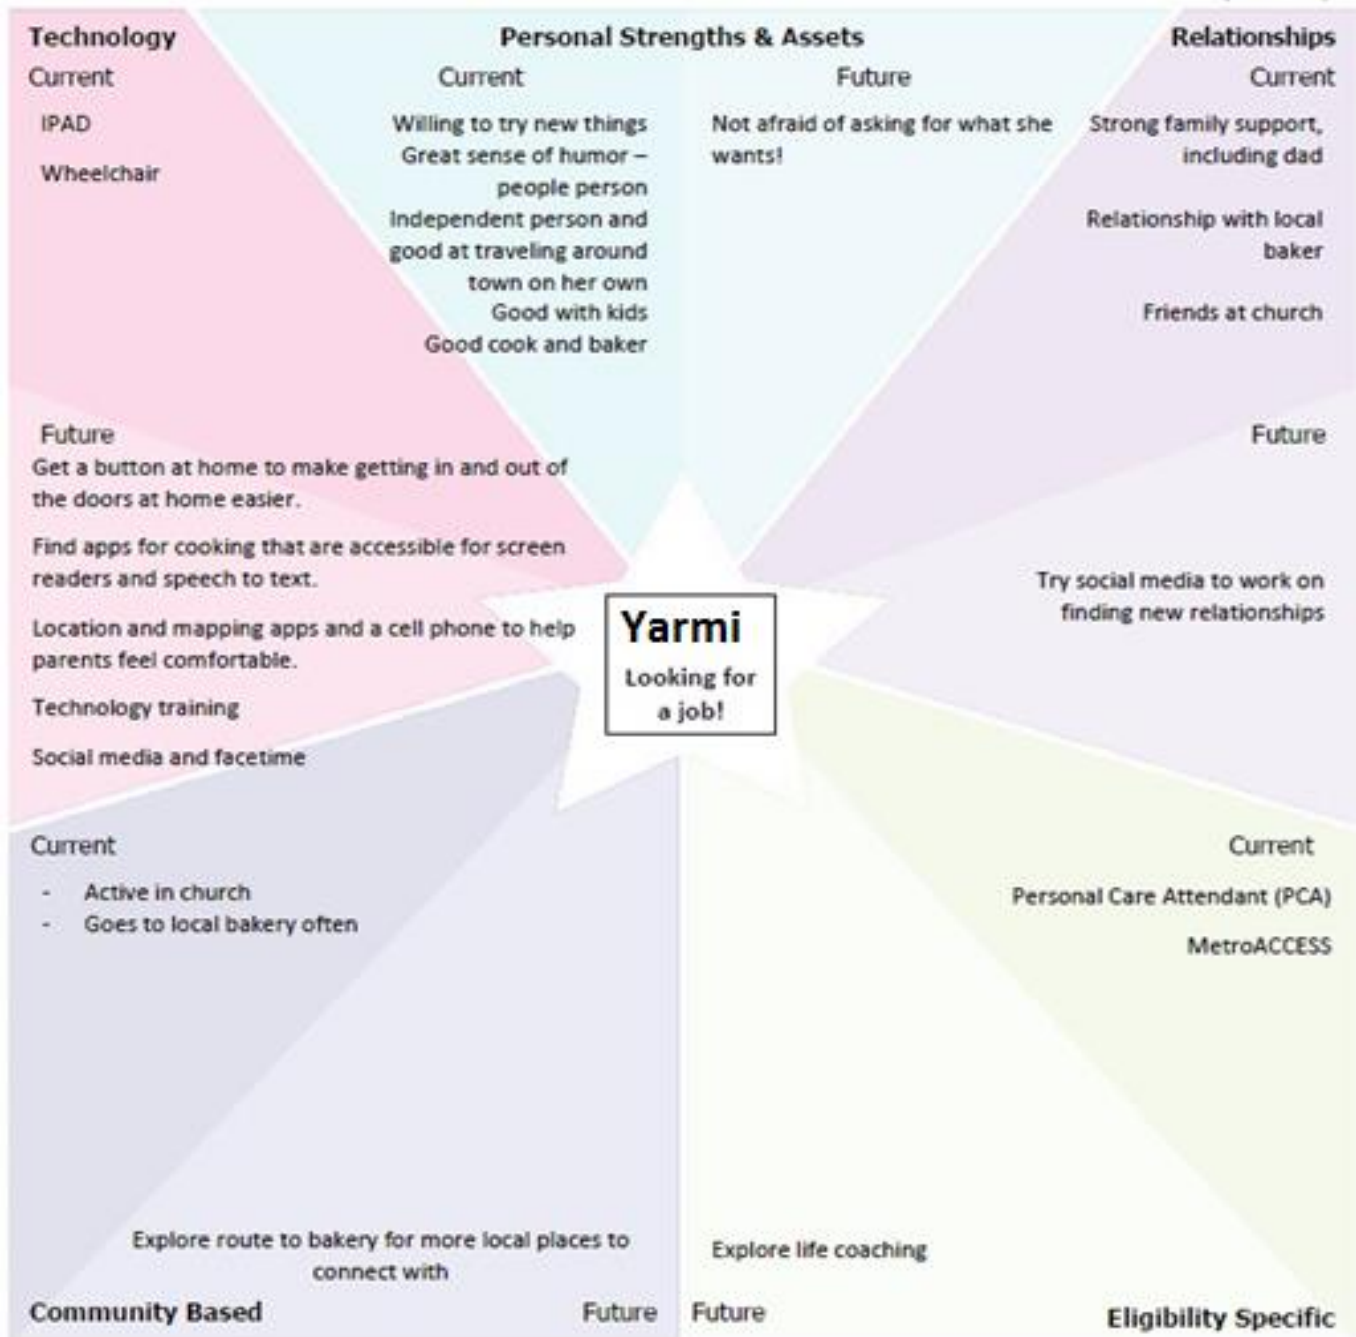 Technology
Current
IPAD
Wheelchair
Future
Get a button at home to make getting in and out of
the doors at home easier.
Find apps for cooking that are accessible for screen
readers and speech to text.
Location and mapping apps and a cell phone to help
parents feel comfortable.
Technology training
Social media and facetime
Personal Strengths & Assets
Current
Willing to try new things
Great sense of humor –
people person
Independent person and
good at traveling around
town on her own
Good with kids
Good cook and baker
Future
Not afraid of asking for what she
wants!
Relationships
Current
Strong family support,
including dad
Relationship with local
baker
Friends at church
Future
Try social media to work on
finding new relationships
Yarmi
Looking for
a job!
Current
- Active in church
- Goes to local bakery often
Explore route to bakery for more local places to
connect with
Community Based
Future
Current
Personal Care Attendant (PCA)
MetroACCESS
Explore life coaching
Future
Eligibility Specific